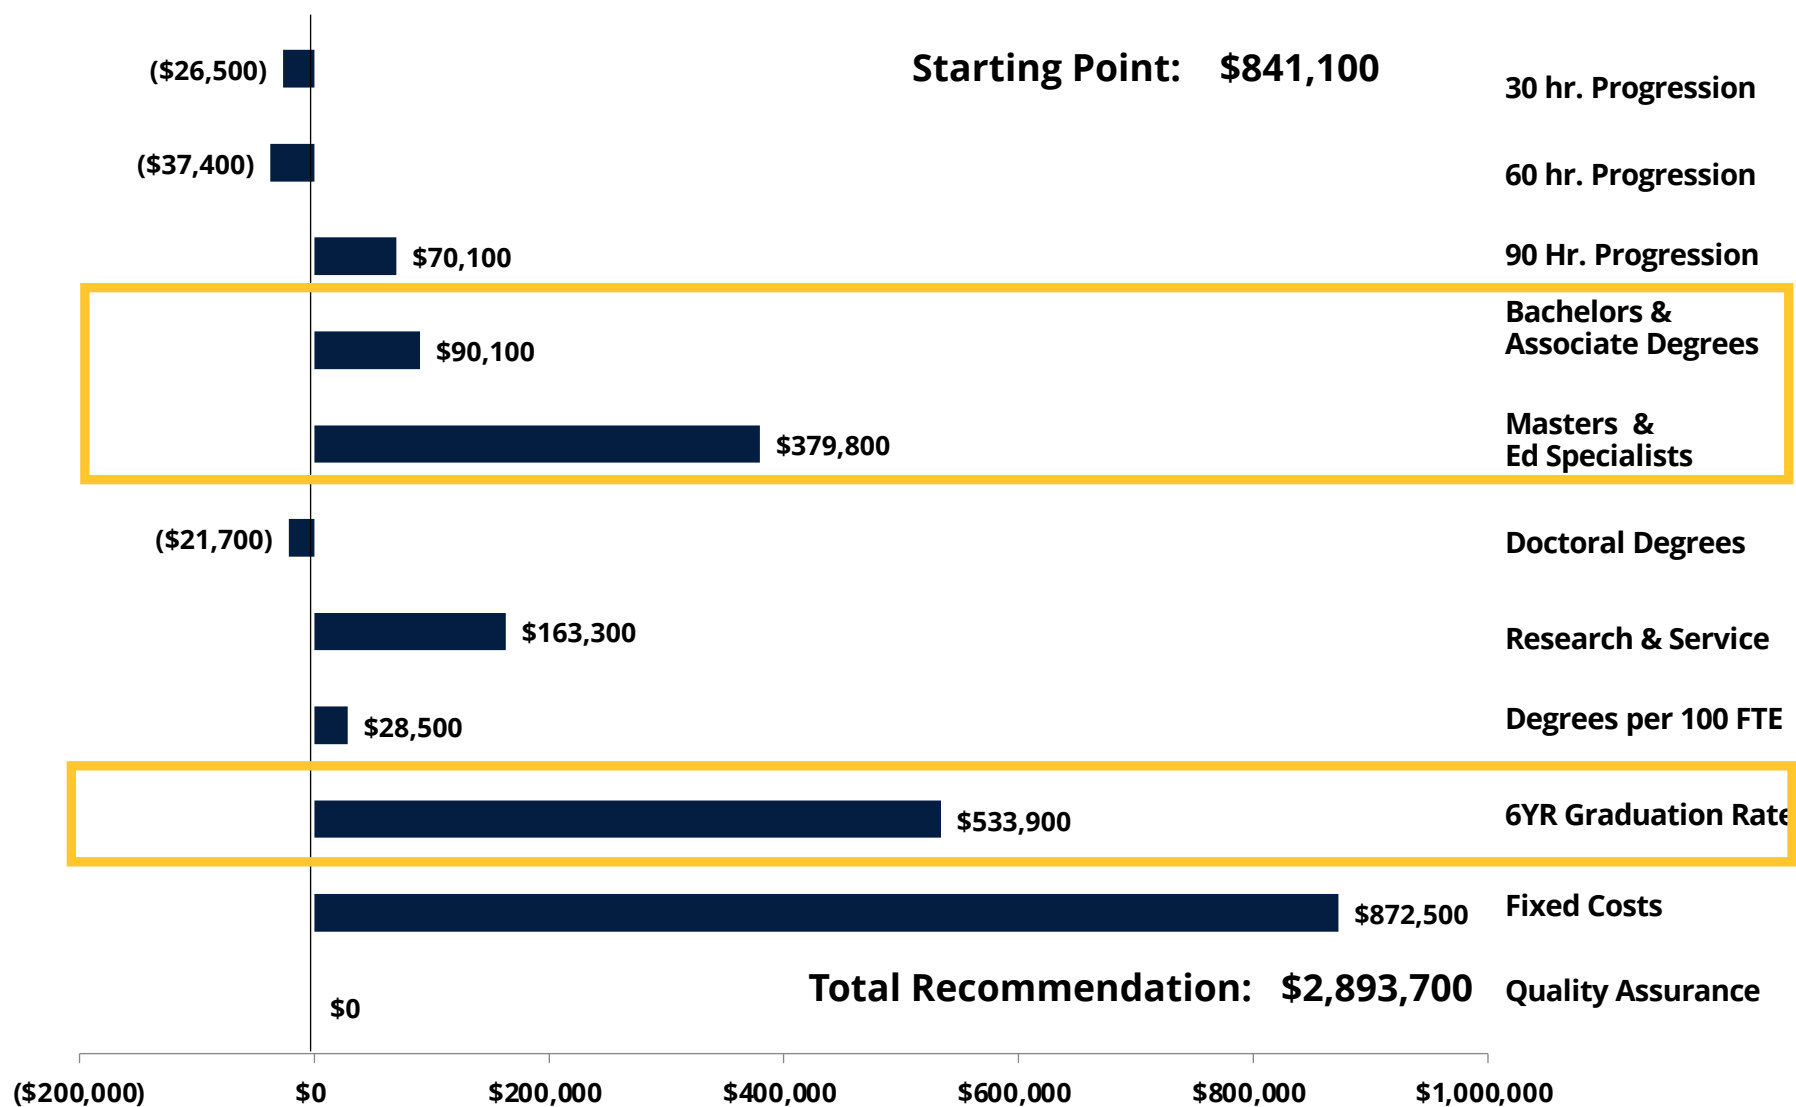 Starting Point: $841,100
($26,500)
30 hr. Progression
($37,400)
60 hr. Progression
$70,100
90 Hr. Progression
Bachelors &
Associate Degrees
$90,100
Masters &
Ed Specialists
$379,800
($21,700)
Doctoral Degrees
$163,300
Research & Service
$28,500
Degrees per 100 FTE
$533,900
6YR Graduation Rate
$872,500
Fixed Costs
Total Recommendation: $2,893,700
Quality Assurance
$0
($200,000) $0 $200,000 $400,000 $600,000 $800,000 $1,000,000